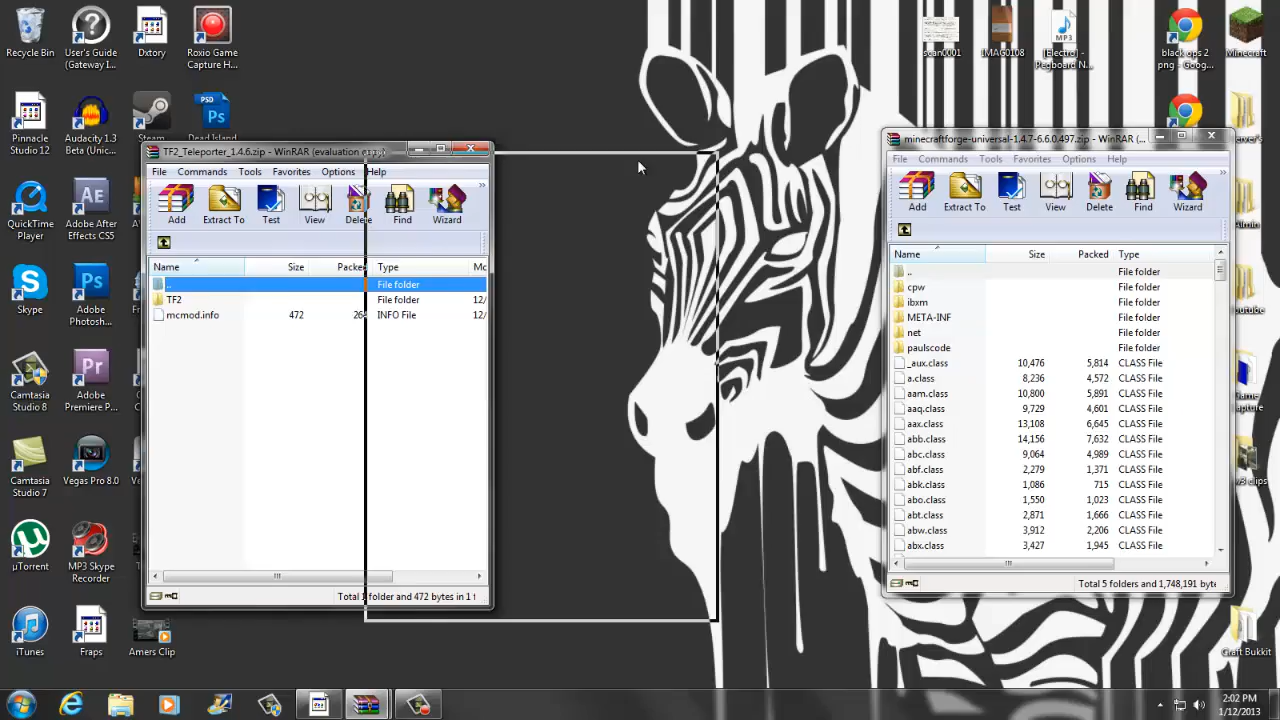 Recycle Bin
User's Guide
(Gateway I...
Dxtory
Roxio Game
Capture H...
scan0001
IMAG0108
[Electro] -
Pegboard N...
black ops 2
png - Goog...
Minecraft
Pinnacle
Studio 12
Audacity 1.3
Beta (Unic...
Steam
PSD
Dead Island
TF2_Teleporter_1.4.6.zip - WinRAR (evaluation
File Commands Tools Favorites
Add
Extract To
Test
View
Delete
Find
Wizard
Name Size Packed Type
.. File folder
TF2 File folder 12/
mcmod.info 472 INFO File 12/
Total 1 folder and 472 bytes in 1
minecraftforge-universal-1.4.7-6.6.0.497.zip - WinRAR (...
File Commands Tools Favorites Options Help
Add
Extract To
Test
View
Delete
Find
Wizard
Name Size Packed Type
.. File folder
cpw File folder
ibxm File folder
META-INF File folder
net File folder
paulscode File folder
_aux.class 10,476 5,814 CLASS File
a.class 8,236 4,572 CLASS File
aam.class 10,800 5,891 CLASS File
aaq.class 9,729 4,601 CLASS File
aax.class 13,108 6,645 CLASS File
abb.class 14,156 7,632 CLASS File
abc.class 9,064 4,989 CLASS File
abf.class 2,279 1,371 CLASS File
abk.class 1,086 715 CLASS File
abo.class 1,550 1,023 CLASS File
abt.class 2,871 1,666 CLASS File
abw.class 3,912 2,206 CLASS File
abx.class 3,427 1,945 CLASS File
Total 5 folders and 1,748,191 byte
QuickTime
Player
Ae
Adobe After
Effects CS5
Skype
Ps
Adobe
Photosh...
Camtasia
Studio 8
Pr
Adobe
Premiere P...
Camtasia
Studio 7
Vegas Pro 8.0
µTorrent
MP3 Skype
Recorder
iTunes
Fraps
Amers Clip
Craft Bukkit
2:02 PM
1/12/2013